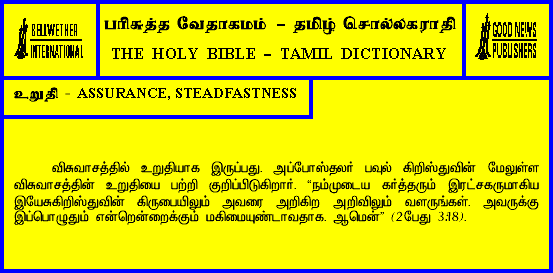 BELLWETHER
INTERNATIONAL
பரிசுத்த வேதாகமம் – தமிழ் சொல்லகராதி
THE HOLY BIBLE – TAMIL DICTIONARY
GOOD NEWS
PUBLISHERS
உறுதி - ASSURANCE, STEADFASTNESS
விசுவாசத்தில் உறுதியாக இருப்பது. அப்போஸ்தலர் பவுல் கிறிஸ்துவின் மேலுள்ள
விசுவாசத்தின் உறுதியை பற்றி குறிப்பிடுகிறார். “நம்முடைய கர்த்தரும் இரட்சகருமாகிய
இயேசுகிறிஸ்துவின் கிருபையிலும் அவரை அறிகிற அறிவிலும் வளருங்கள். அவருக்கு
இப்பொழுதும் என்றென்றைக்கும் மகிமையுண்டாவதாக. ஆமென்” (2பேது 3:18).